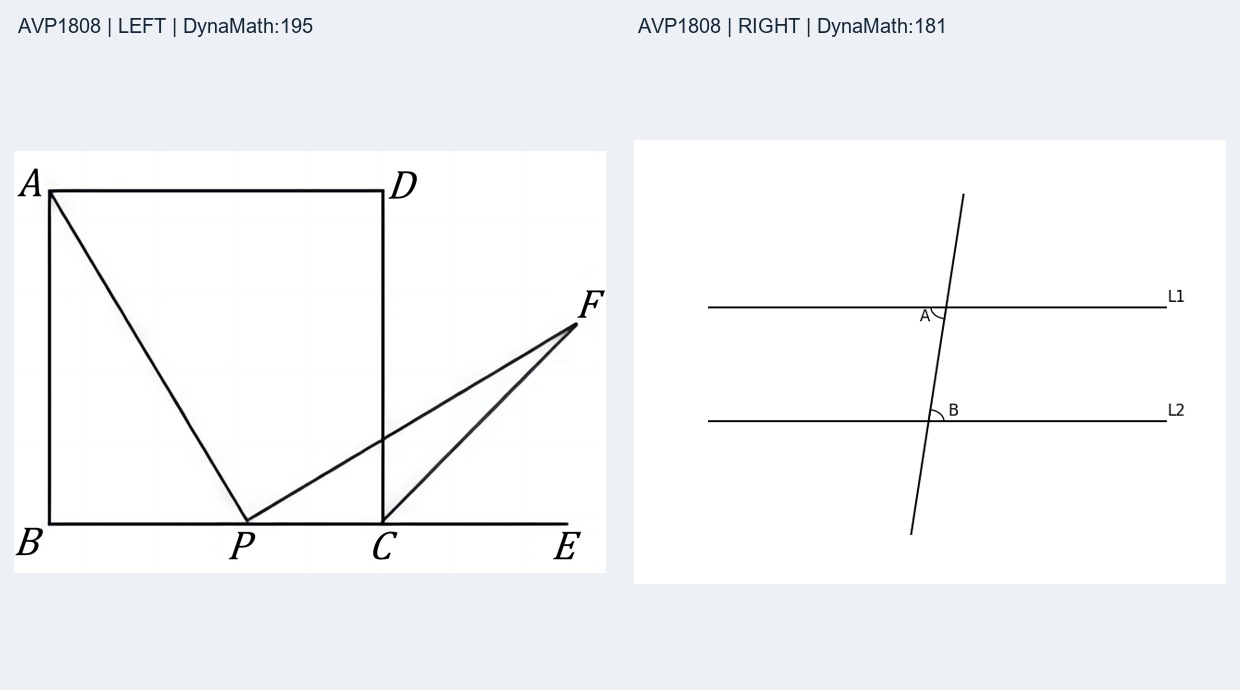 AVP1808 | LEFT | DynaMath:195
AVP1808 | RIGHT | DynaMath:181
A
D
F
B
P
C
E
L1
A
B
L2